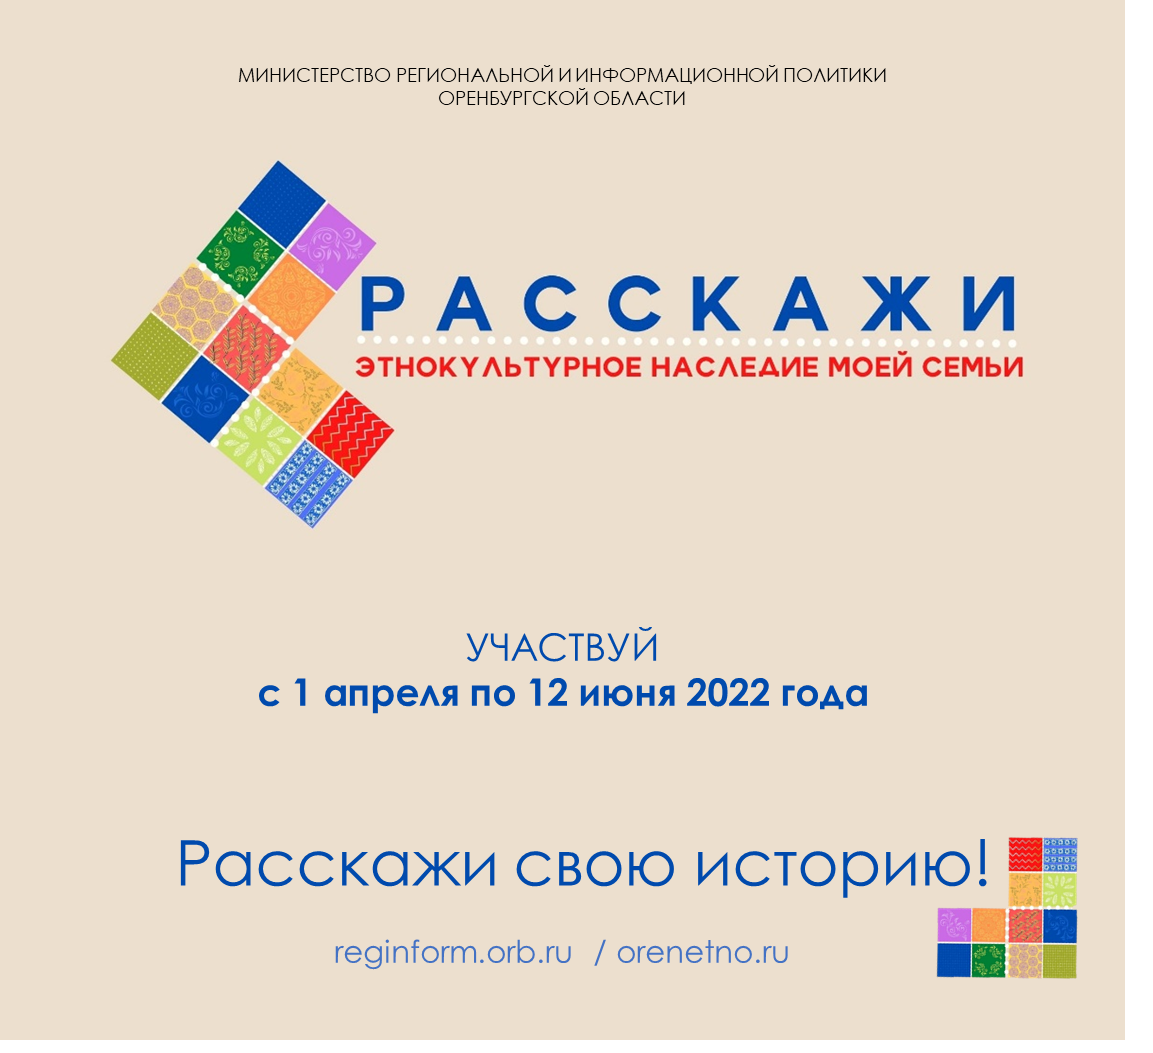 МИНИСТЕРСТВО РЕГИОНАЛЬНОЙ И ИНФОРМАЦИОННОЙ ПОЛИТИКИ
ОРЕНБУРГСКОЙ ОБЛАСТИ
РАССКАЖИ
ЭТНОКУЛЬТУРНОЕ НАСЛЕДИЕ МОЕЙ СЕМЬИ
УЧАСТВУЙ
с 1 апреля по 12 июня 2022 года
Расскажи свою историю!
reginform.orb.ru / orenetno.ru